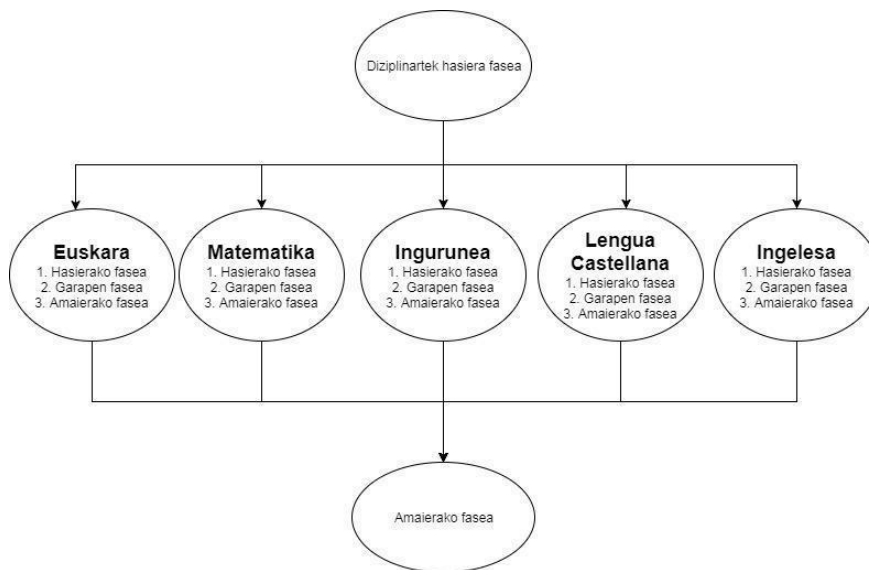 Diziplinartek hasiera fasea
Euskara
1. Hasierako fasea
2. Garapen fasea
3. Amaierako fasea
Matematika
1. Hasierako fasea
2. Garapen fasea
3. Amaierako fasea
Ingurunea
1. Hasierako fasea
2. Garapen fasea
3. Amaierako fasea
Lengua
Castellana
1. Hasierako fasea
2. Garapen fasea
3. Amaierako fasea
Ingelesa
1. Hasierako fasea
2. Garapen fasea
3. Amaierako fasea
Amaierako fasea